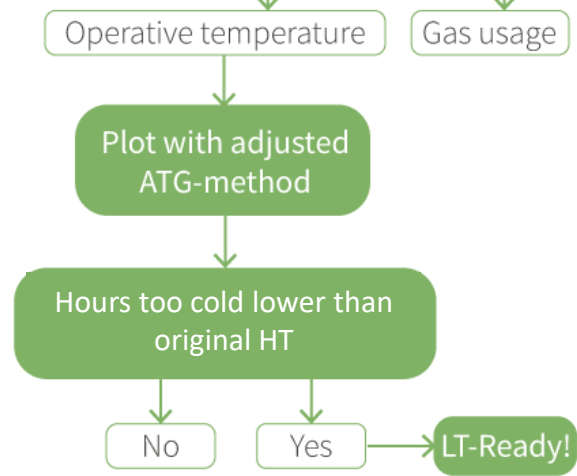 Operative temperature
Gas usage
Plot with adjusted
ATG-method
Hours too cold lower than
original HT
No
Yes
LT-Ready!